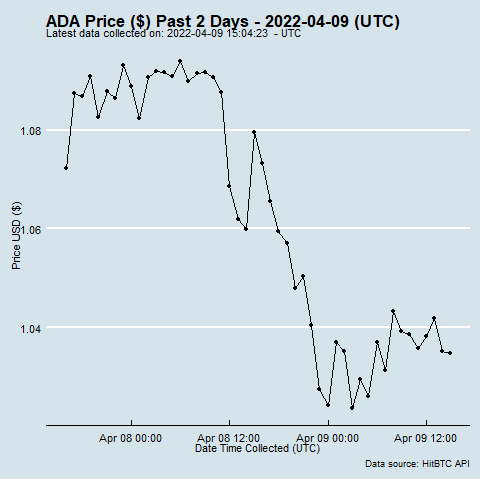 ADA Price ($) Past 2 Days - 2022-04-09 (UTC)
Latest data collected on: 2022-04-09 15:04:23 - UTC
1.08
1.06
1.04
Price USD ($)
Apr 08 00:00 Apr 08 12:00 Apr 09 00:00 Apr 09 12:00
Date Time Collected (UTC)
Data source: HitBTC API